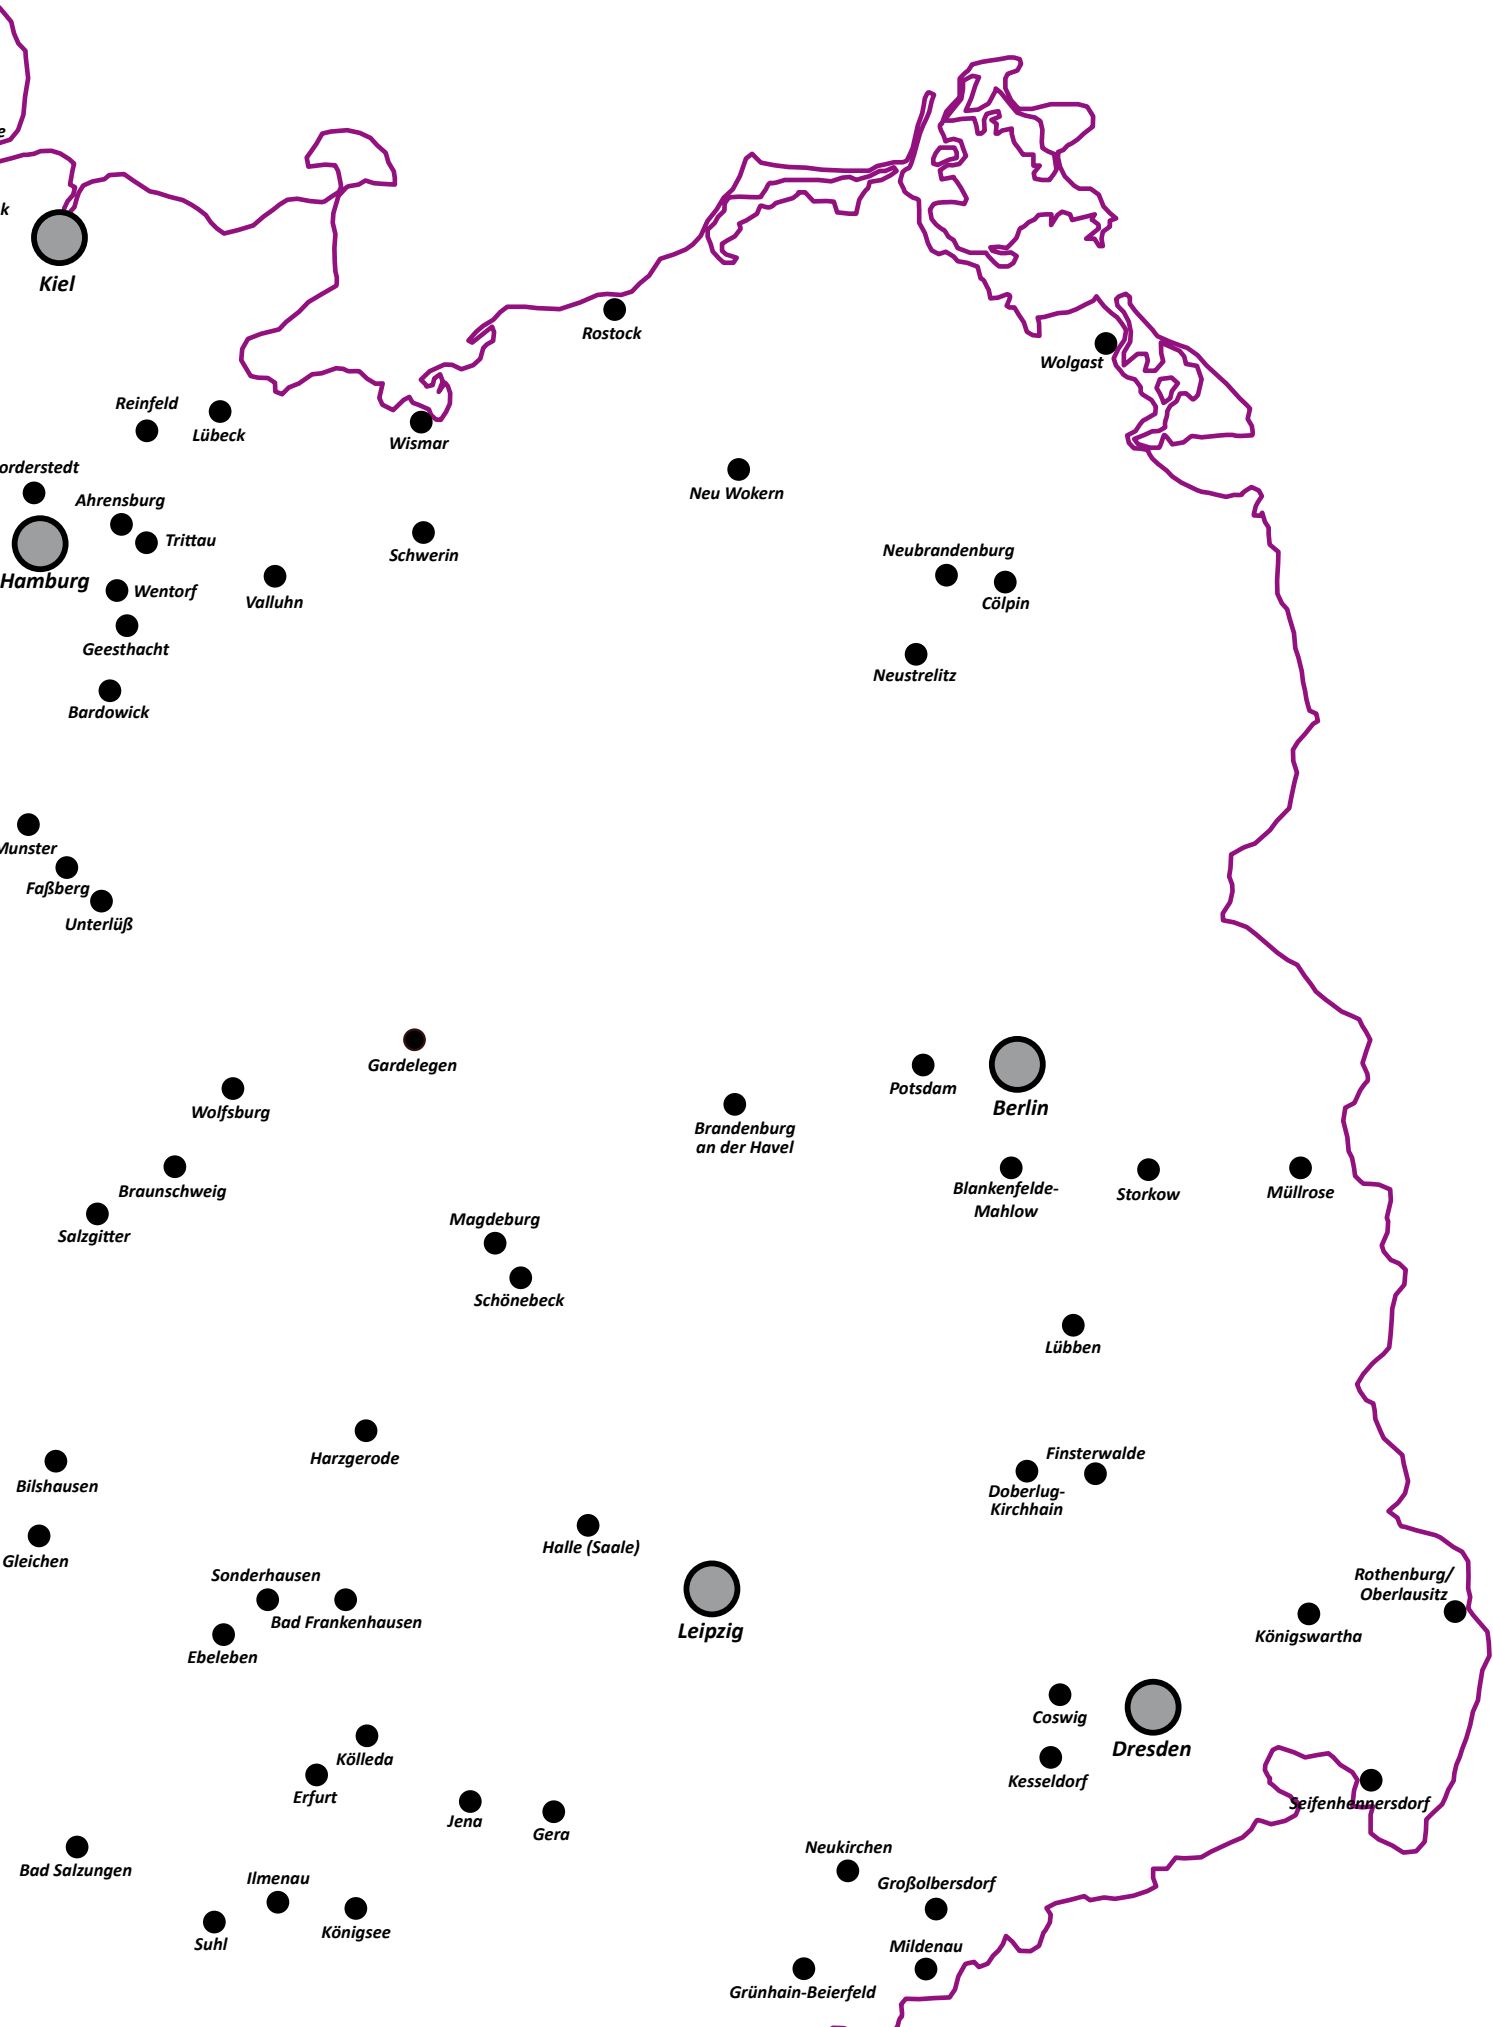 e
k
Kiel
Rostock
Wolgast
Reinfeld
Lübeck
Wismar
orderstedt
Ahrensburg
Neu Wokern
Trittau
Schwerin
Neubrandenburg
Hamburg
Wentorf
Valluhn
Cölpin
Geesthacht
Neustrelitz
Bardowick
Munster
Faßberg
Unterlüß
Gardelegen
Potsdam
Berlin
Wolfsburg
Brandenburg
an der Havel
Braunschweig
Blankenfelde-
Mahlow
Storkow
Müllrose
Salzgitter
Magdeburg
Schönebeck
Lübben
Harzgerode
Finsterwalde
Bilshausen
Doberlug-
Kirchhain
Gleichen
Halle (Saale)
Sonderhausen
Rothenburg/
Oberlausitz
Bad Frankenhausen
Leipzig
Königswartha
Ebeleben
Coswig
Dresden
Kölleda
Kesseldorf
Erfurt
Seifenhennersdorf
Jena
Gera
Neukirchen
Bad Salzungen
Ilmenau
Großolbersdorf
Königsee
Suhl
Mildenau
Grünhain-Beierfeld